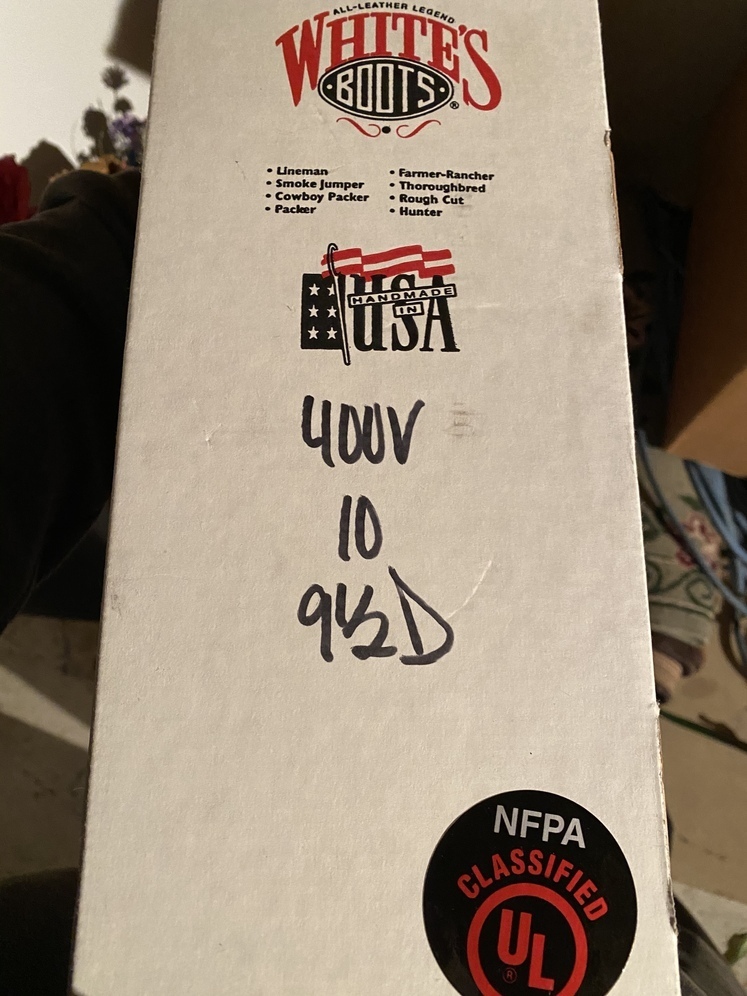 ALL-LEATHER LEGEND
WHITE'S
BOOTS®
• Lineman
• Smoke Jumper
• Cowboy Packer
• Packer
• Farmer-Rancher
• Thoroughbred
• Rough Cut
• Hunter
HANDMADE
IN
USA
400V
10
9½D
NFPA
CLASSIFIED
UL
®